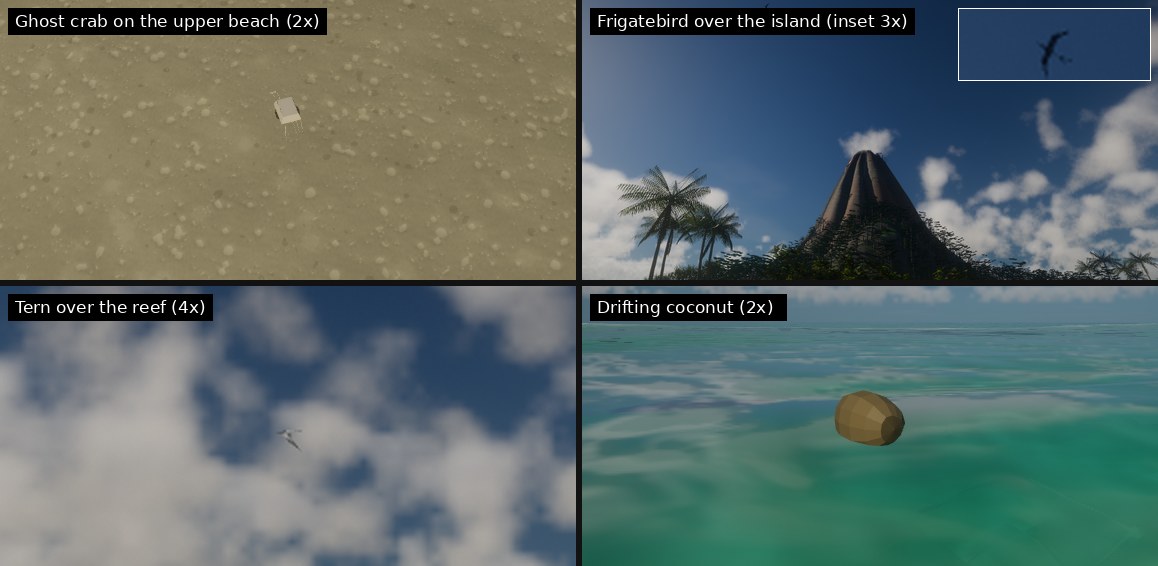 Ghost crab on the upper beach (2x)
Frigatebird over the island (inset 3x)
Tern over the reef (4x)
Drifting coconut (2x)